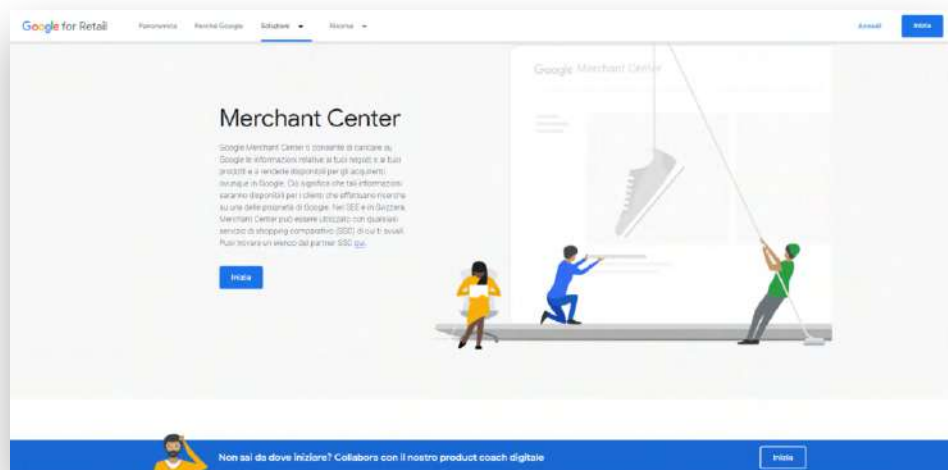 Google for Retail
Panoramica Perché Google Soluzioni Risorse
Accedi
Inizia
Google Merchant Center
Merchant Center
Google Merchant Center ti consente di caricare su
Google le informazioni relative ai tuoi negozi e ai tuoi
prodotti e a renderle disponibili per gli acquirenti
ovunque in Google. Ciò significa che tali informazioni
saranno disponibili per i clienti che effettuano ricerche
su una delle proprietà di Google. Nel SEE e in Svizzera
Merchant Center può essere utilizzato con qualsiasi
servizio di shopping comparativo (SSC) di cui ti avvali.
Puoi trovare un elenco dei partner SSC qui.
Inizia
Non sai da dove iniziare? Collabora con il nostro product coach digitale
Inizia